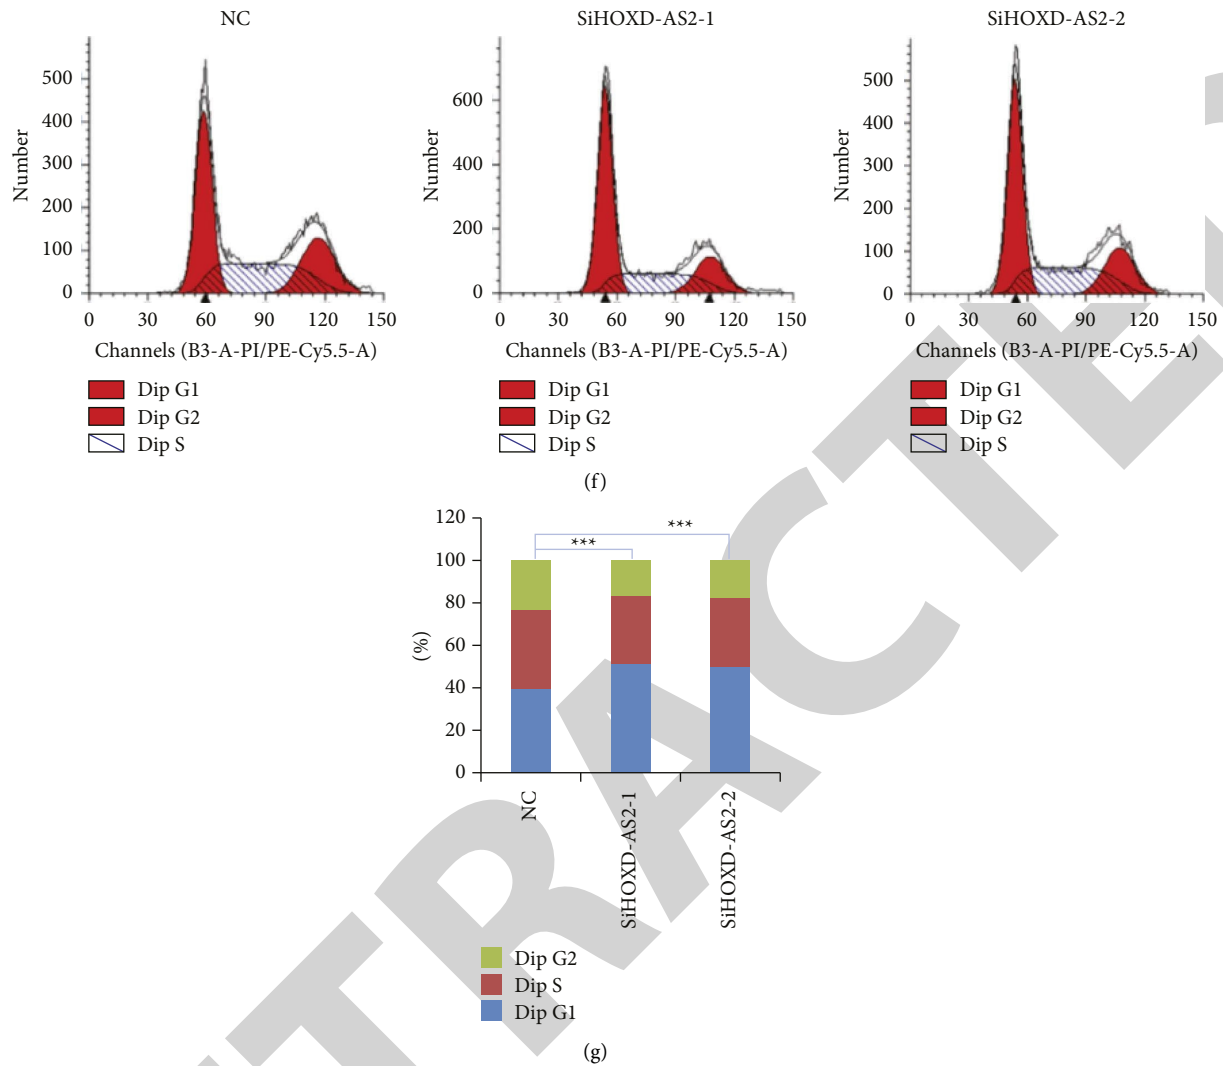 NC
SiHOXD-AS2-1
SiHOXD-AS2-2
Number
500
400
300
200
100
0
0 30 60 90 120 150
Channels (B3-A-PI/PE-Cy5.5-A)
Dip G1
Dip G2
Dip S
Number
600
400
200
0
0 30 60 90 120 150
Channels (B3-A-PI/PE-Cy5.5-A)
Dip G1
Dip G2
Dip S
Number
500
400
300
200
100
0
0 30 60 90 120 150
Channels (B3-A-PI/PE-Cy5.5-A)
Dip G1
Dip G2
Dip S
(f)
(%)
120
100
80
60
40
20
0
***
***
NC
SiHOXD-AS2-1
SiHOXD-AS2-2
Dip G2
Dip S
Dip G1
(g)
TRACTE